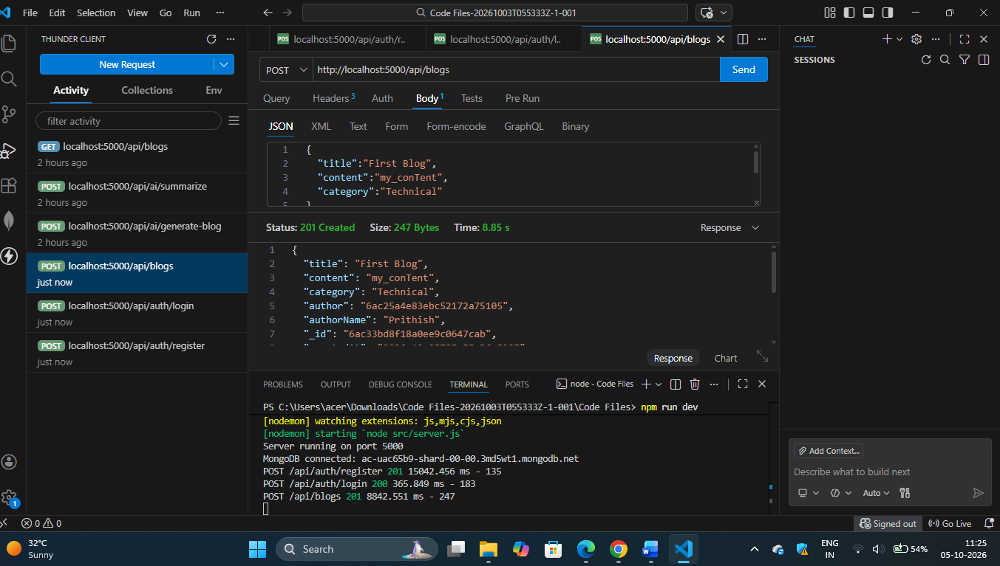 File Edit Selection View Go Run ··· Code Files-20261003T055333Z-1-001
THUNDER CLIENT
New Request
Activity Collections Env
filter activity
GET localhost:5000/api/blogs
2 hours ago
POST localhost:5000/api/ai/summarize
2 hours ago
POST localhost:5000/api/ai/generate-blog
2 hours ago
POST localhost:5000/api/blogs
just now
POST localhost:5000/api/auth/login
just now
POST localhost:5000/api/auth/register
just now
POS localhost:5000/api/auth/r.. POS localhost:5000/api/auth/l.. POS localhost:5000/api/blogs
POST http://localhost:5000/api/blogs Send
Query Headers 3 Auth Body 1 Tests Pre Run
JSON XML Text Form Form-encode GraphQL Binary
1 {
2 "title":"First Blog",
3 "content":"my_conTent",
4 "category":"Technical"
5 }
Status: 201 Created Size: 247 Bytes Time: 8.85 s Response
1 {
2 "title": "First Blog",
3 "content": "my_conTent",
4 "category": "Technical",
5 "author": "6ac25a4e83ebc52172a75105",
6 "authorName": "Prithish",
7 "_id": "6ac33bd8f18a0ee9c0647cab",
Response Chart
PROBLEMS OUTPUT DEBUG CONSOLE TERMINAL PORTS node - Code Files
PS C:\Users\acer\Downloads\Code Files-20261003T055333Z-1-001\Code Files> npm run dev
[nodemon] watching extensions: js,mjs,cjs,json
[nodemon] starting `node src/server.js`
Server running on port 5000
MongoDB connected: ac-uac65b9-shard-00-00.3md5wt1.mongodb.net
POST /api/auth/register 201 15042.456 ms - 135
POST /api/auth/login 200 365.849 ms - 183
POST /api/blogs 201 8842.551 ms - 247
CHAT
SESSIONS
Add Context...
Describe what to build next
Auto
1
0 0 Signed out Go Live
32°C
Sunny
Search
ENG
IN
54%
11:25
05-10-2026